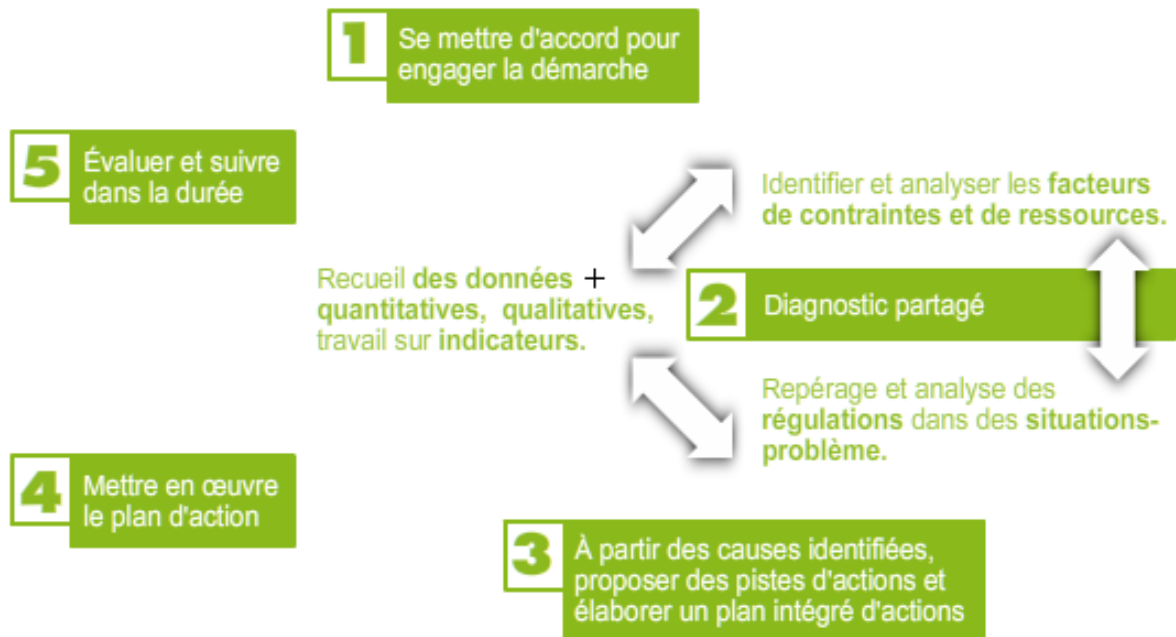 1
Se mettre d'accord pour
engager la démarche
5
Évaluer et suivre
dans la durée
Identifier et analyser les facteurs
de contraintes et de ressources.
Recueil des données +
quantitatives, qualitatives,
travail sur indicateurs.
2
Diagnostic partagé
Repérage et analyse des
régulations dans des situations-
problème.
4
Mettre en œuvre
le plan d'action
3
À partir des causes identifiées,
proposer des pistes d'actions et
élaborer un plan intégré d'actions